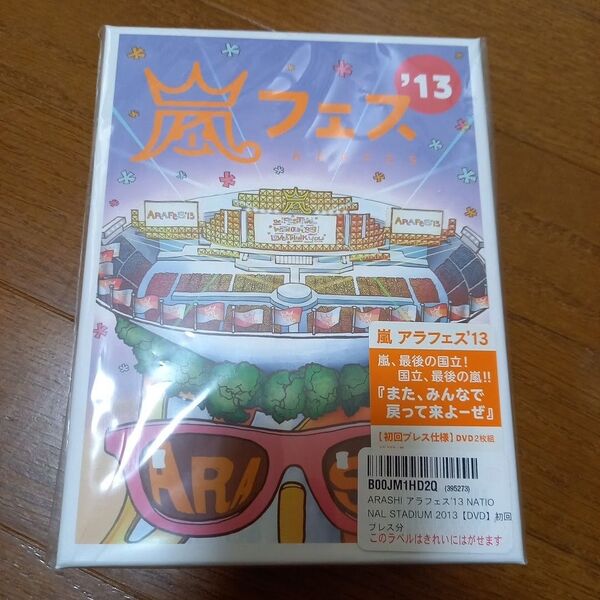 '13
嵐フェス
ARAFES
嵐
ARAFES'13
ARAFES'13
嵐 アラフェス'13
嵐、最後の国立!
国立、最後の嵐!!
『また、みんなで
戻って来よーぜ』
【初回プレス仕様】DVD2枚組
B00JM1HD2Q (395273)
ARASHI アラフェス'13 NATIO
NAL STADIUM 2013【DVD】初回
プレス分
このラベルはきれいにはがせます
ARA S